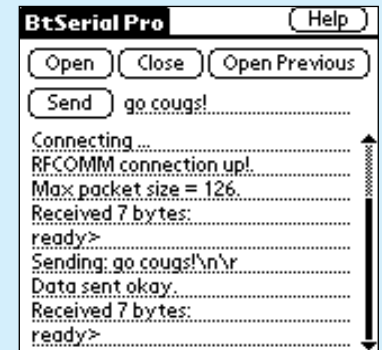 BtSerial Pro Help
Open Close Open Previous
Send go cougs!
Connecting ...
RFCOMM connection up!.
Max packet size = 126.
Received 7 bytes:
ready>
Sending: go cougs!\n\r
Data sent okay.
Received 7 bytes:
ready>